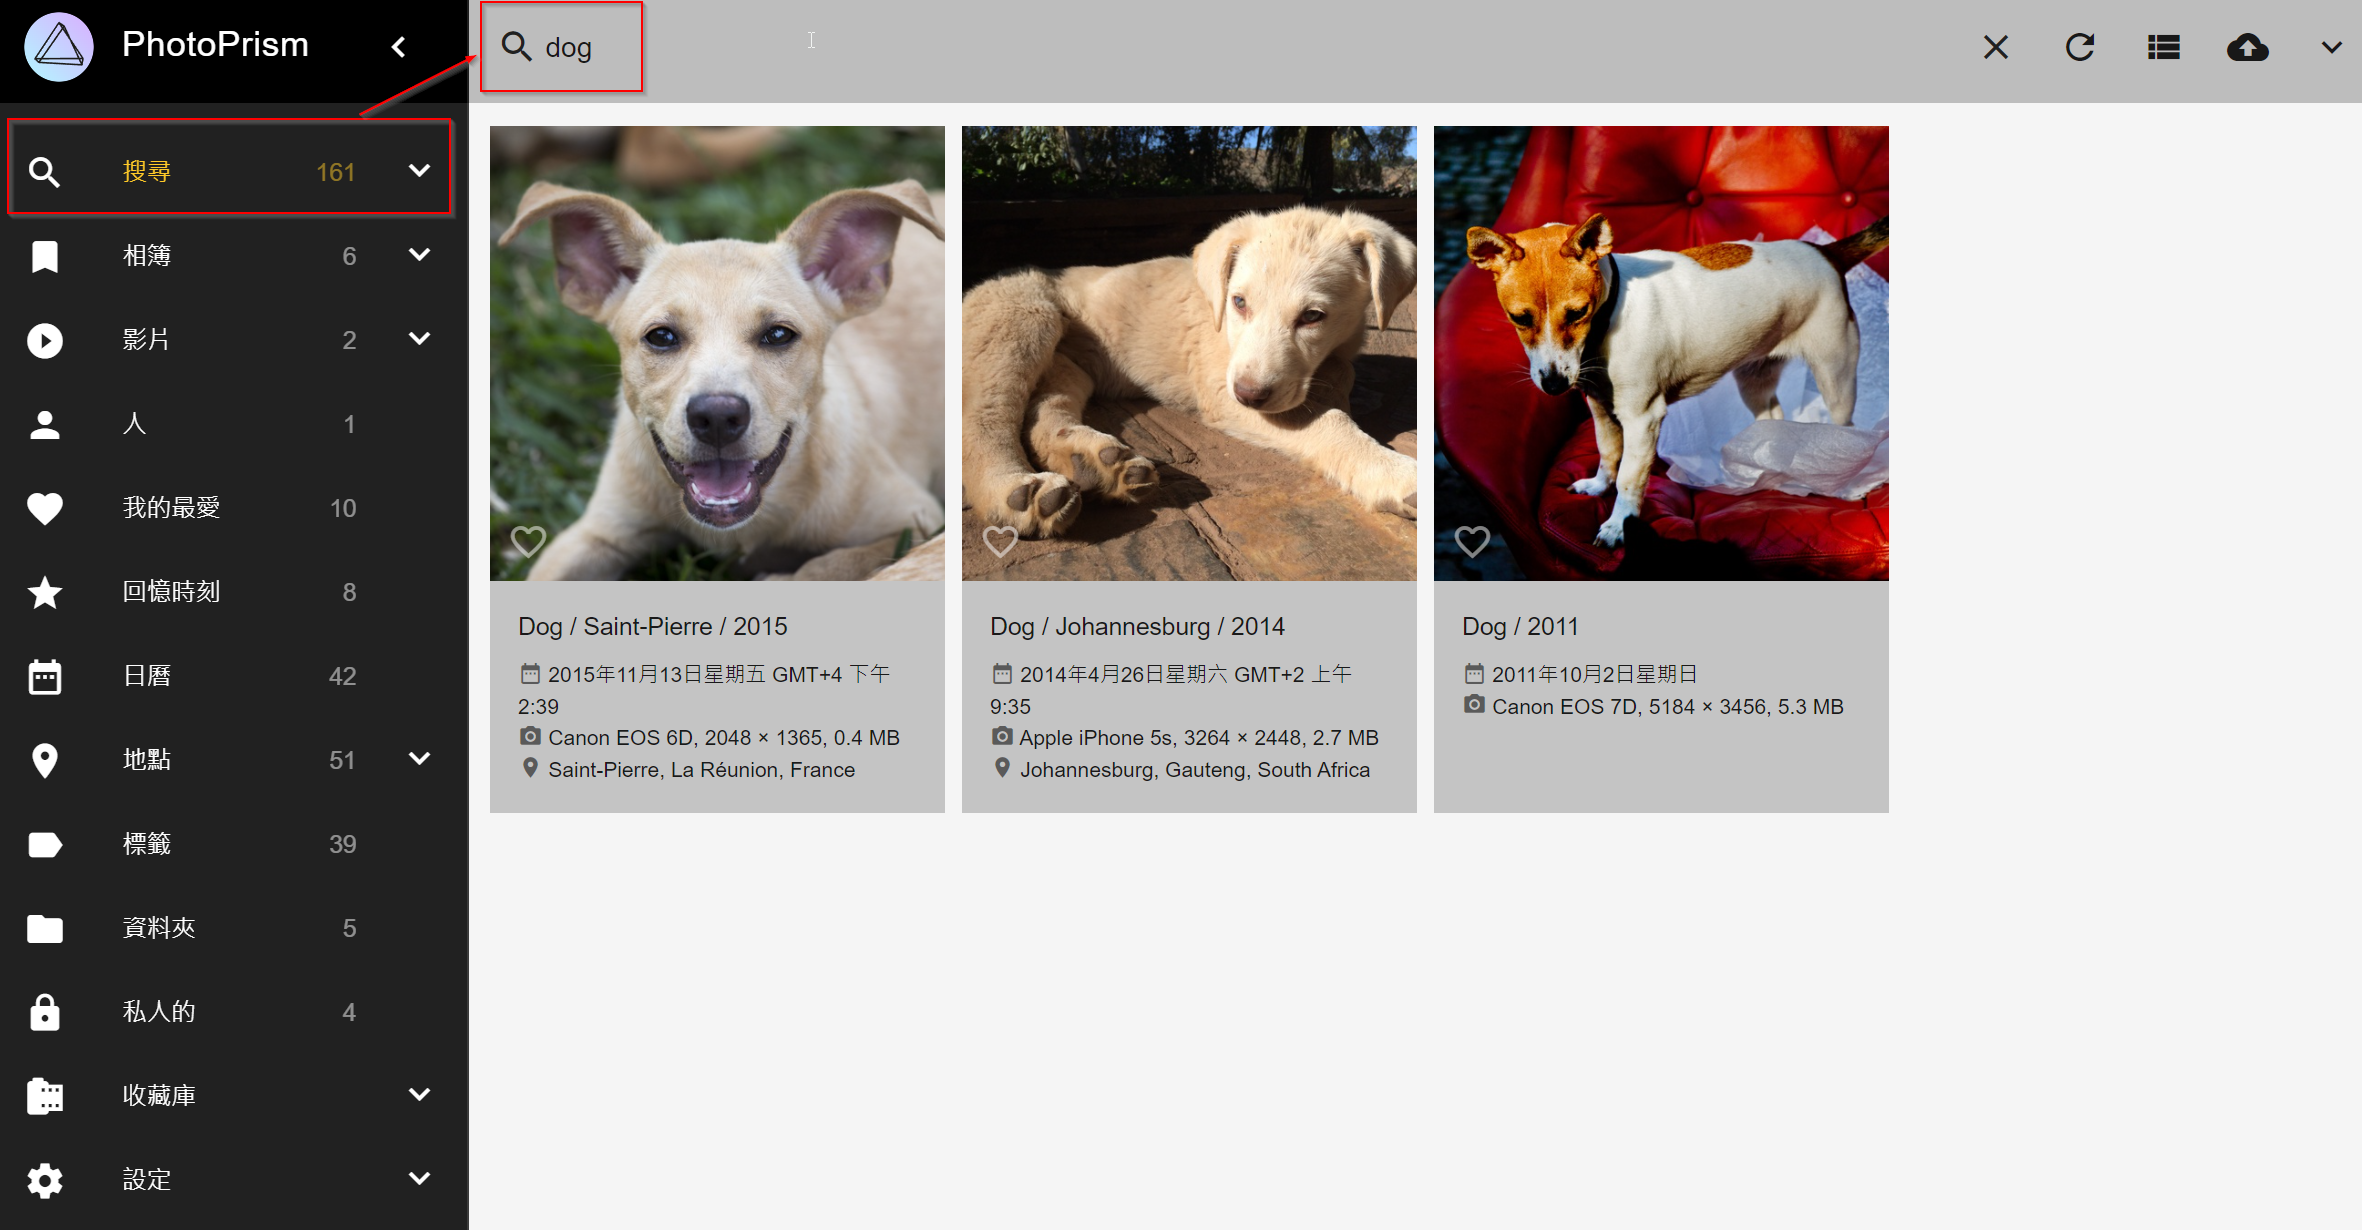 PhotoPrism
dog
搜尋 161
相簿 6
影片 2
人 1
我的最愛 10
回憶時刻 8
日曆 42
地點 51
標籤 39
資料夾 5
私人的 4
收藏庫
設定
Dog / Saint-Pierre / 2015
2015年11月13日星期五 GMT+4 下午
2:39
Canon EOS 6D, 2048 × 1365, 0.4 MB
Saint-Pierre, La Réunion, France
Dog / Johannesburg / 2014
2014年4月26日星期六 GMT+2 上午
9:35
Apple iPhone 5s, 3264 × 2448, 2.7 MB
Johannesburg, Gauteng, South Africa
Dog / 2011
2011年10月2日星期日
Canon EOS 7D, 5184 × 3456, 5.3 MB